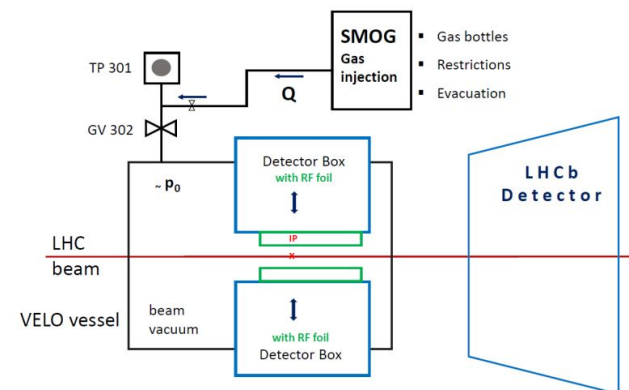 SMOG
Gas
injection
▪ Gas bottles
▪ Restrictions
▪ Evacuation
TP 301
Q
GV 302
~ p₀
Detector Box
with RF foil
IP
x
LHC
beam
VELO vessel
beam
vacuum
with RF foil
Detector Box
LHCb
Detector